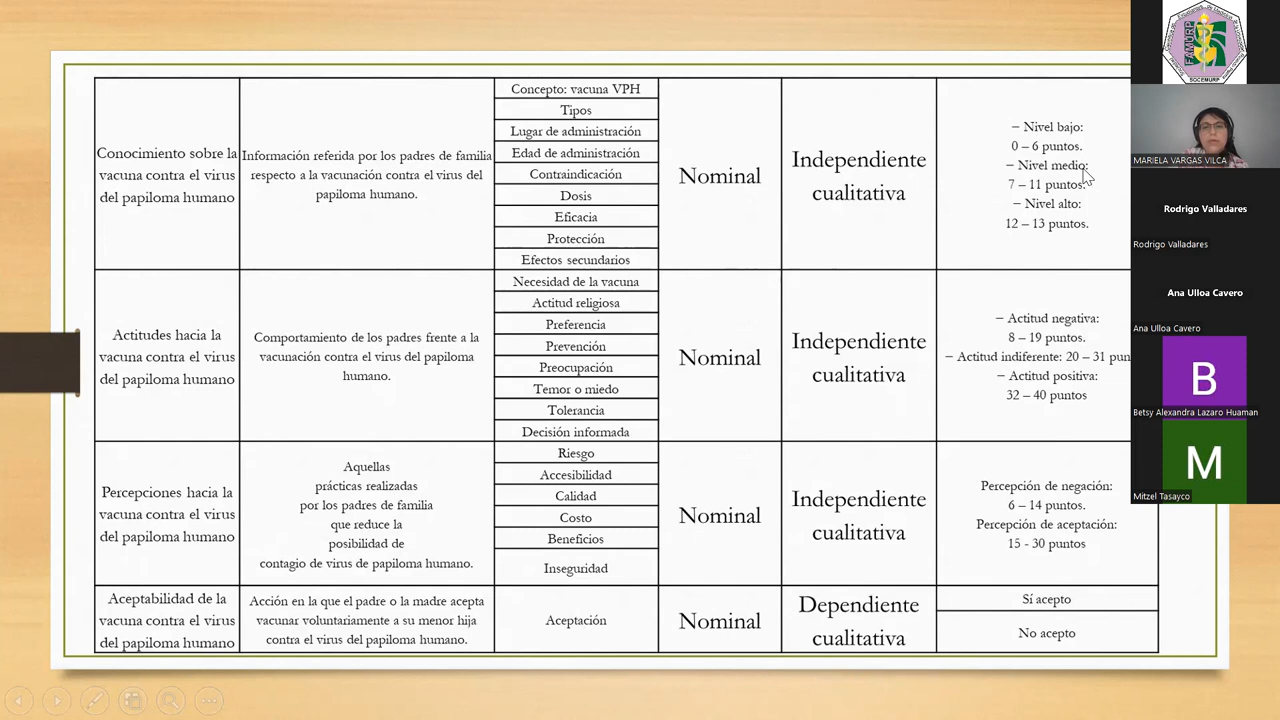 Conocimiento sobre la
vacuna contra el virus
del papiloma humano
Información referida por los padres de familia
respecto a la vacunación contra el virus del
papiloma humano.
Concepto: vacuna VPH
Tipos
Lugar de administración
Edad de administración
Contraindicación
Dosis
Eficacia
Protección
Efectos secundarios
Nominal
Independiente
cualitativa
– Nivel bajo:
0 – 6 puntos.
– Nivel medio:
7 – 11 puntos.
– Nivel alto:
12 – 13 puntos.
Actitudes hacia la
vacuna contra el virus
del papiloma humano
Comportamiento de los padres frente a la
vacunación contra el virus del papiloma
humano.
Necesidad de la vacuna
Actitud religiosa
Preferencia
Prevención
Preocupación
Temor o miedo
Tolerancia
Decisión informada
Nominal
Independiente
cualitativa
– Actitud negativa:
8 – 19 puntos.
– Actitud indiferente: 20 – 31 pun
– Actitud positiva:
32 – 40 puntos
Percepciones hacia la
vacuna contra el virus
del papiloma humano
Aquellas
prácticas realizadas
por los padres de familia
que reduce la
posibilidad de
contagio de virus de papiloma humano.
Riesgo
Accesibilidad
Calidad
Costo
Beneficios
Inseguridad
Nominal
Independiente
cualitativa
Percepción de negación:
6 – 14 puntos.
Percepción de aceptación:
15 - 30 puntos
Aceptabilidad de la
vacuna contra el virus
del papiloma humano
Acción en la que el padre o la madre acepta
vacunar voluntariamente a su menor hija
contra el virus del papiloma humano.
Aceptación
Nominal
Dependiente
cualitativa
Sí acepto
No acepto
FAMURP
SOCEMURP
MARIELA VARGAS VILCA
Rodrigo Valladares
Rodrigo Valladares
Ana Ulloa Cavero
Ana Ulloa Cavero
B
Betsy Alexandra Lazaro Huaman
M
Mitzel Tasayco